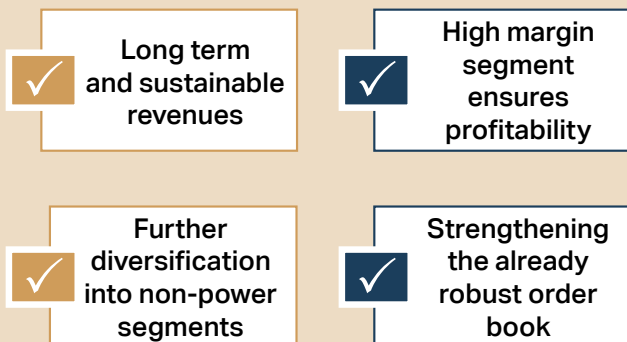 Long term
and sustainable
revenues
High margin
segment
ensures
profitability
Further
diversification
into non-power
segments
Strengthening
the already
robust order
book